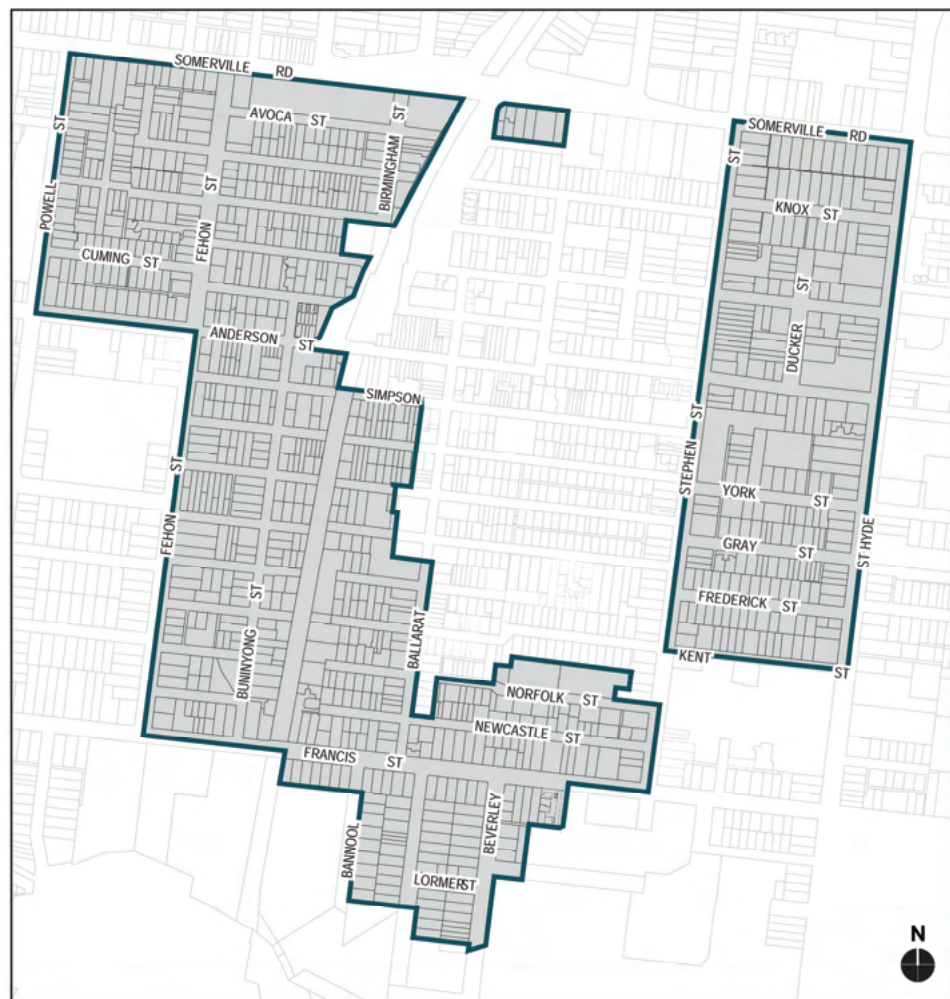 SOMERVILLE RD
AVOCA ST
BIRMINGHAM ST
POWELL ST
FEHON ST
CUMING ST
ANDERSON ST
SIMPSON
FEHON ST
BUNINYONG ST
BALLARAT
NORFOLK ST
NEWCASTLE ST
FRANCIS ST
BANNOOL
BEVERLEY
LORMERST
SOMERVILLE RD
STEPHEN ST
ST
KNOX ST
DUCKER ST
YORK ST
GRAY ST
HYDE ST
FREDERICK ST
KENT ST
N